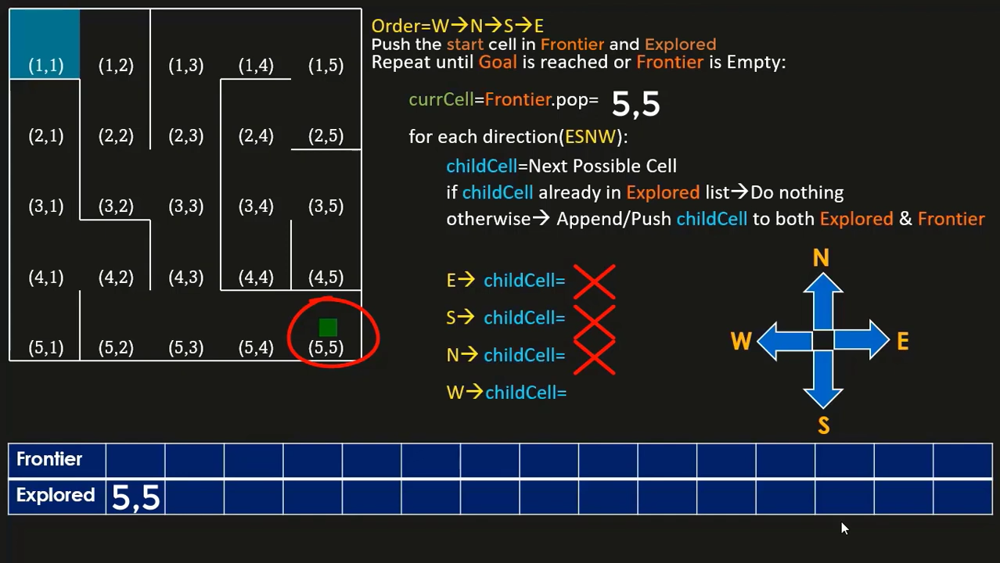 (1,1) (1,2) (1,3) (1,4) (1,5)
(2,1) (2,2) (2,3) (2,4) (2,5)
(3,1) (3,2) (3,3) (3,4) (3,5)
(4,1) (4,2) (4,3) (4,4) (4,5)
(5,1) (5,2) (5,3) (5,4) (5,5)
Order=W→N→S→E
Push the start cell in Frontier and Explored
Repeat until Goal is reached or Frontier is Empty:
currCell=Frontier.pop= 5,5
for each direction(ESNW):
childCell=Next Possible Cell
if childCell already in Explored list→Do nothing
otherwise→ Append/Push childCell to both Explored & Frontier
E→ childCell=
S→ childCell=
N→ childCell=
W→childCell=
N
W E
S
Frontier
Explored 5,5